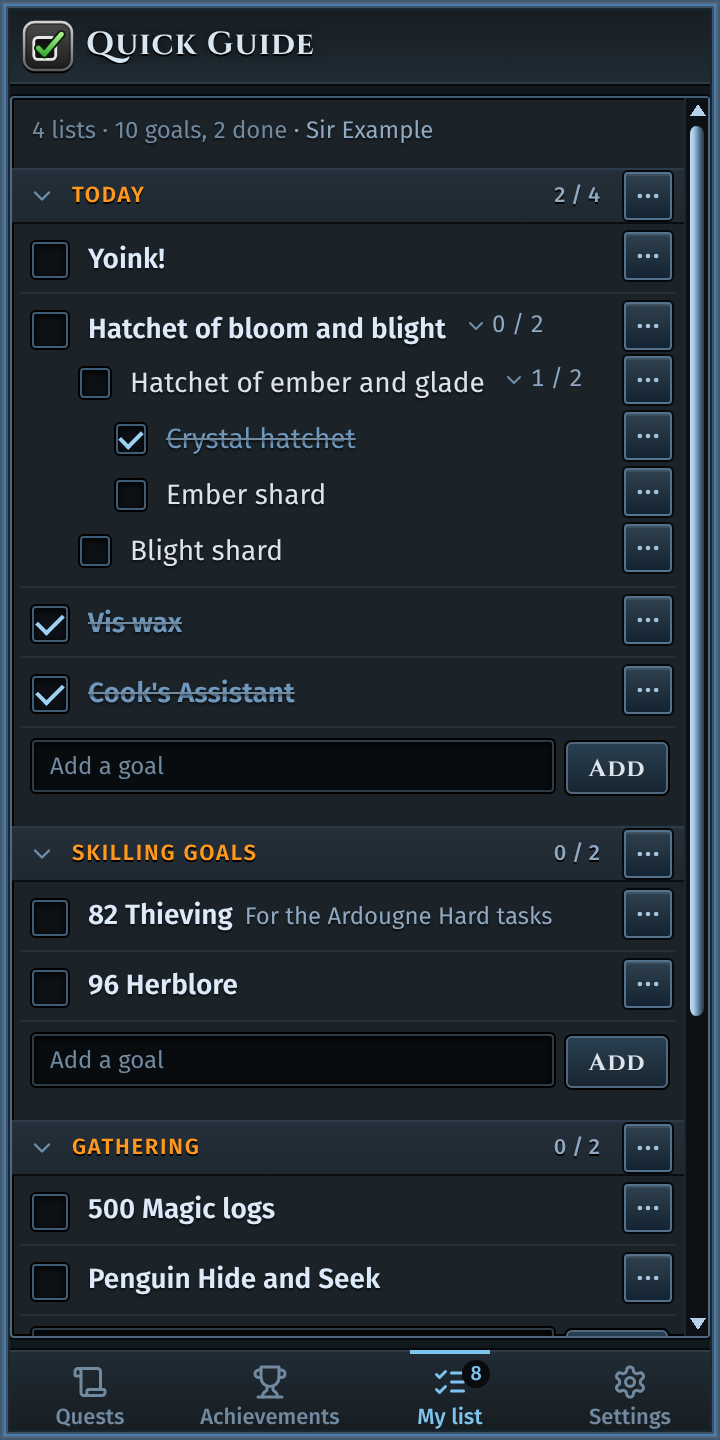 Quick Guide
4 lists · 10 goals, 2 done · Sir Example
TODAY 2 / 4
Yoink!
Hatchet of bloom and blight 0 / 2
Hatchet of ember and glade 1 / 2
Crystal hatchet
Ember shard
Blight shard
Vis wax
Cook's Assistant
Add a goal ADD
SKILLING GOALS 0 / 2
82 Thieving For the Ardougne Hard tasks
96 Herblore
Add a goal ADD
GATHERING 0 / 2
500 Magic logs
Penguin Hide and Seek
8
Quests Achievements My list Settings